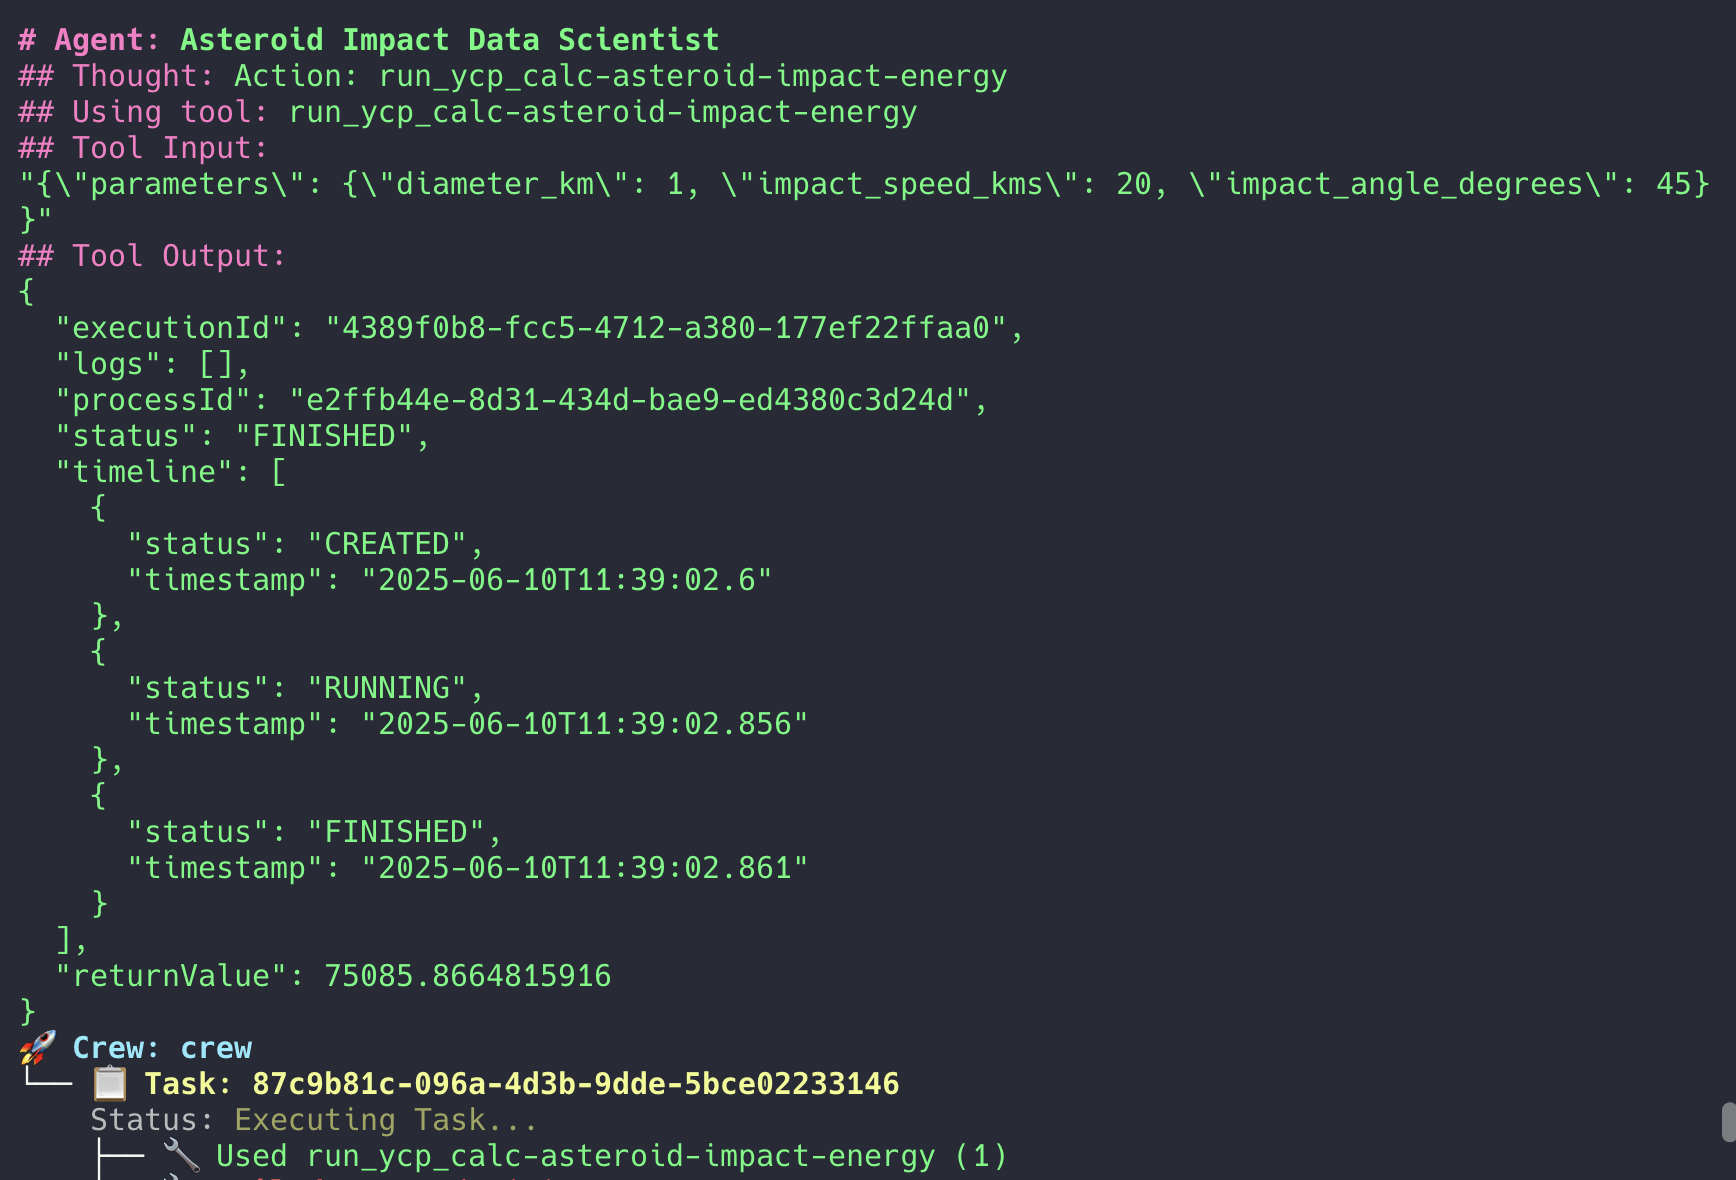 # Agent: Asteroid Impact Data Scientist
## Thought: Action: run_ycp_calc-asteroid-impact-energy
## Using tool: run_ycp_calc-asteroid-impact-energy
## Tool Input:
"{\"parameters\": {\"diameter_km\": 1, \"impact_speed_kms\": 20, \"impact_angle_degrees\": 45}
}"
## Tool Output:
{
  "executionId": "4389f0b8-fcc5-4712-a380-177ef22ffaa0",
  "logs": [],
  "processId": "e2ffb44e-8d31-434d-bae9-ed4380c3d24d",
  "status": "FINISHED",
  "timeline": [
    {
      "status": "CREATED",
      "timestamp": "2025-06-10T11:39:02.6"
    },
    {
      "status": "RUNNING",
      "timestamp": "2025-06-10T11:39:02.856"
    },
    {
      "status": "FINISHED",
      "timestamp": "2025-06-10T11:39:02.861"
    }
  ],
  "returnValue": 75085.8664815916
}
🚀 Crew: crew
└── 📋 Task: 87c9b81c-096a-4d3b-9dde-5bce02233146
    Status: Executing Task...
    ├── 🔧 Used run_ycp_calc-asteroid-impact-energy (1)